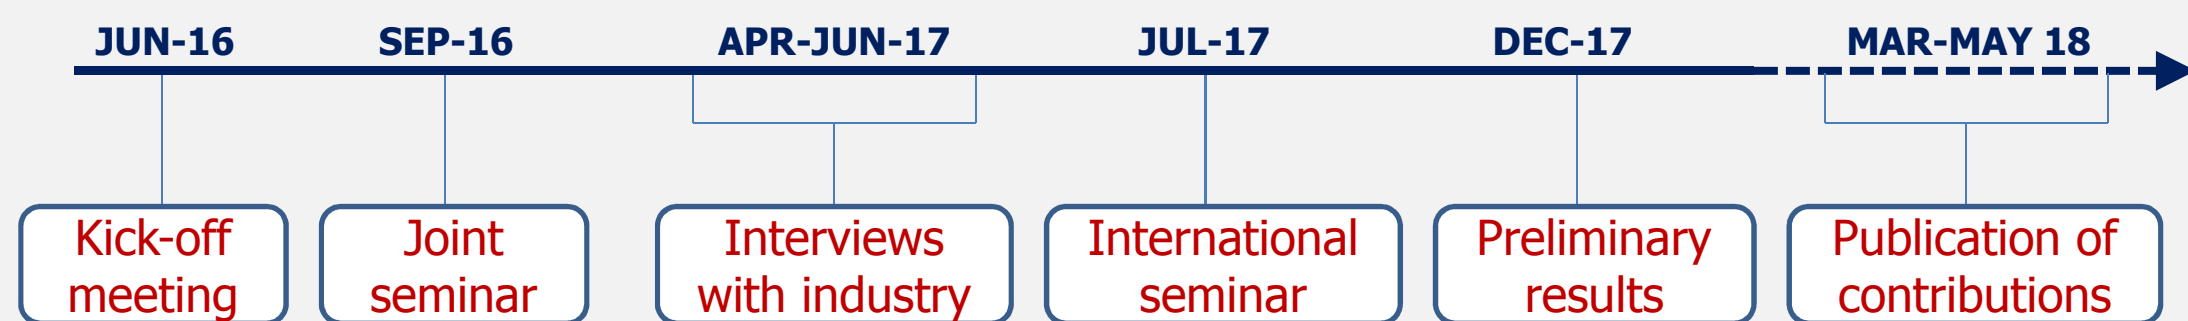 JUN-16 SEP-16 APR-JUN-17 JUL-17 DEC-17 MAR-MAY 18
Kick-off
meeting
Joint
seminar
Interviews
with industry
International
seminar
Preliminary
results
Publication of
contributions